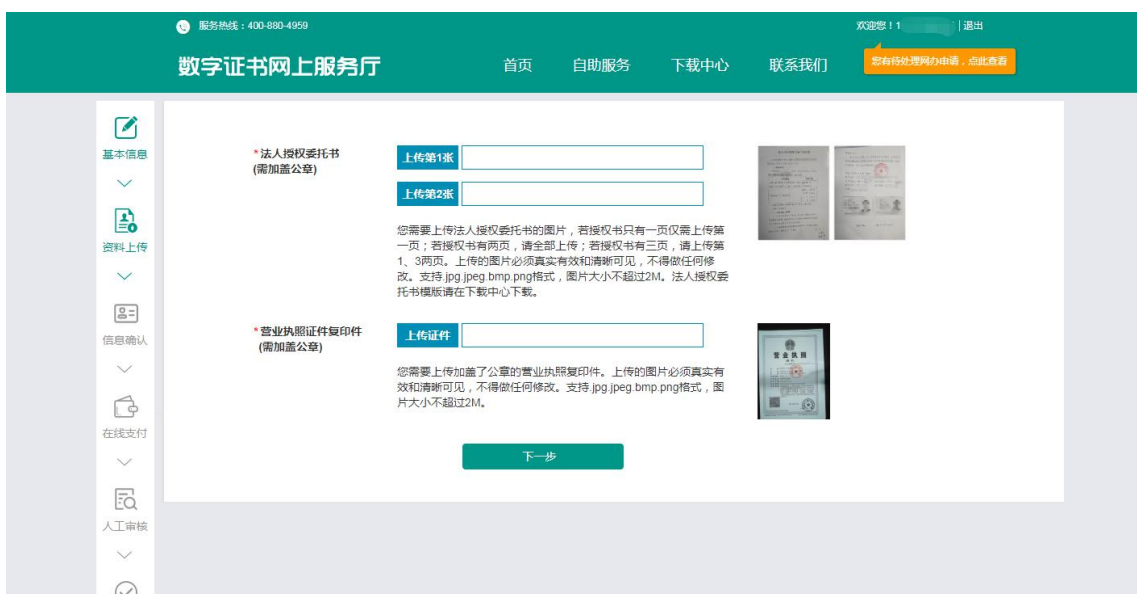 服务热线：400-880-4959
欢迎您！1
|退出
数字证书网上服务厅
首页
自助服务
下载中心
联系我们
您有待处理网办申请，点此查看
基本信息
资料上传
信息确认
在线支付
人工审核
*法人授权委托书
(需加盖公章)
上传第1张
上传第2张
您需要上传法人授权委托书的图片，若授权书只有一页仅需上传第
一页；若授权书有两页，请全部上传；若授权书有三页，请上传第
1、3两页。上传的图片必须真实有效和清晰可见，不得做任何修
改。支持.jpg.jpeg.bmp.png格式，图片大小不超过2M。法人授权委
托书模版请在下载中心下载。
*营业执照证件复印件
(需加盖公章)
上传证件
您需要上传加盖了公章的营业执照复印件。上传的图片必须真实有
效和清晰可见，不得做任何修改。支持.jpg.jpeg.bmp.png格式，图
片大小不超过2M。
营业执照
下一步